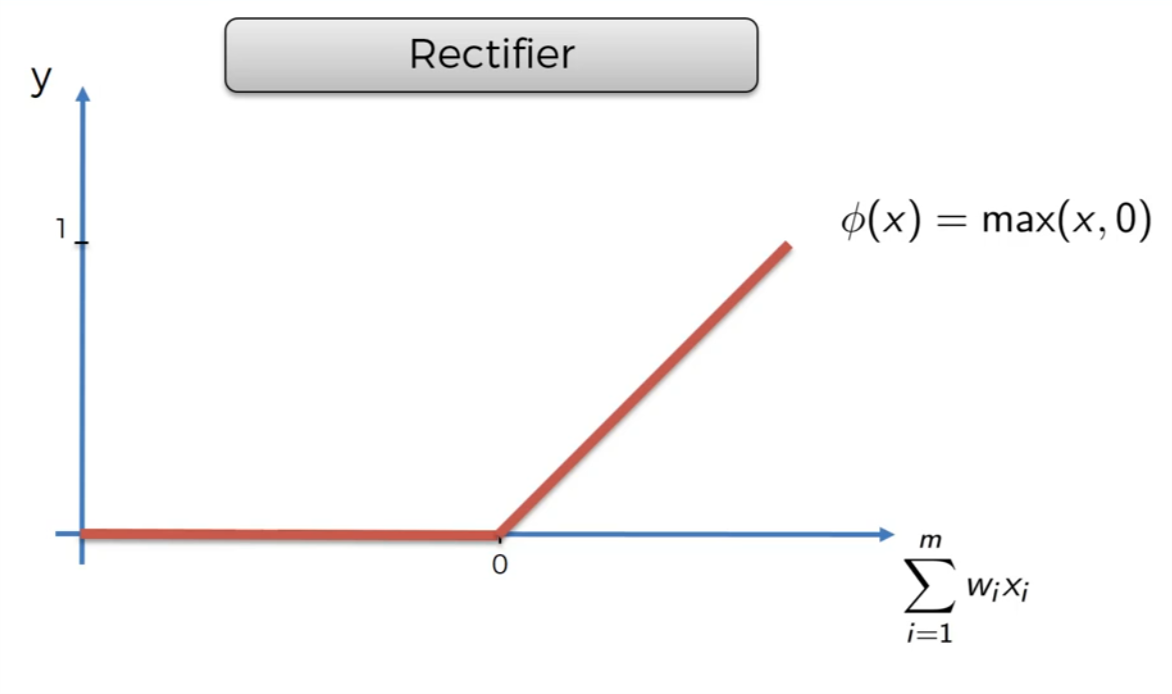 Rectifier
y
1
ϕ(x) = max(x, 0)
0
m
∑ wᵢxᵢ
i=1